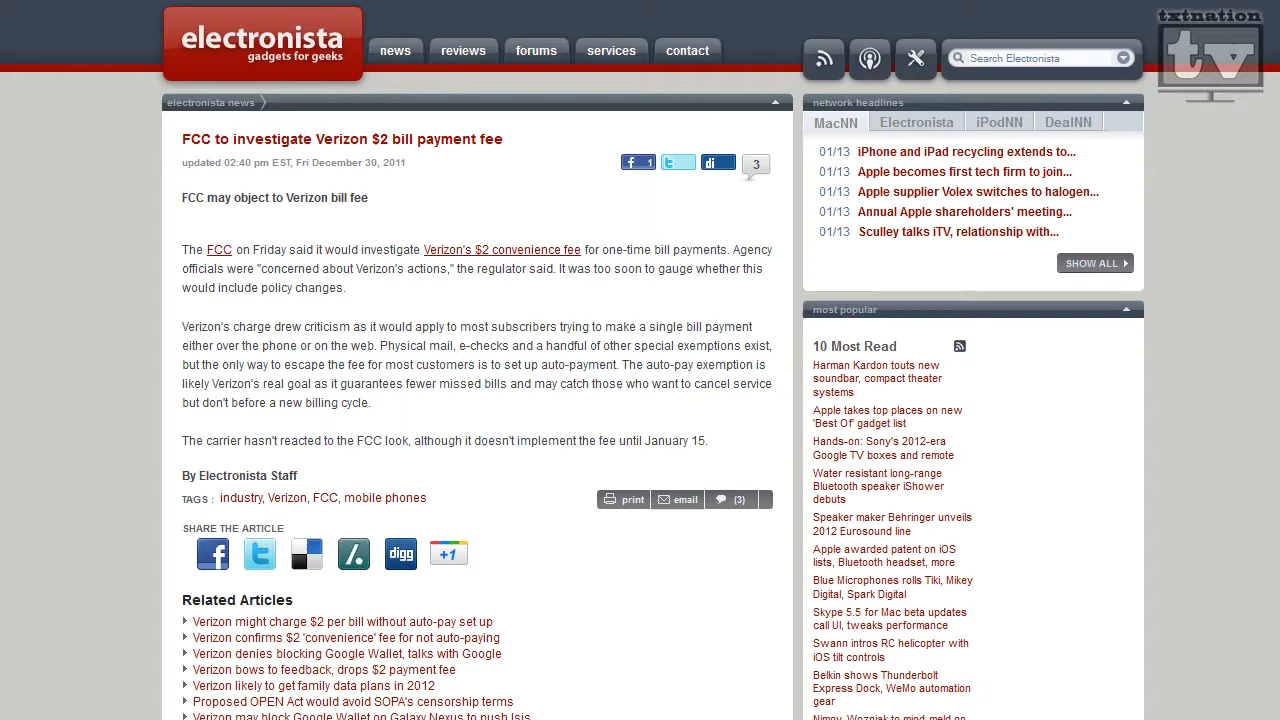 electronista
gadgets for geeks
news
reviews
forums
services
contact
Search Electronista
txtnation
tv
electronista news
FCC to investigate Verizon $2 bill payment fee
updated 02:40 pm EST, Fri December 30, 2011
f 1
t
di
3
FCC may object to Verizon bill fee
The FCC on Friday said it would investigate Verizon's $2 convenience fee for one-time bill payments. Agency
officials were "concerned about Verizon's actions," the regulator said. It was too soon to gauge whether this
would include policy changes.
Verizon's charge drew criticism as it would apply to most subscribers trying to make a single bill payment
either over the phone or on the web. Physical mail, e-checks and a handful of other special exemptions exist,
but the only way to escape the fee for most customers is to set up auto-payment. The auto-pay exemption is
likely Verizon's real goal as it guarantees fewer missed bills and may catch those who want to cancel service
but don't before a new billing cycle.
The carrier hasn't reacted to the FCC look, although it doesn't implement the fee until January 15.
By Electronista Staff
TAGS : industry, Verizon, FCC, mobile phones
print
email
(3)
SHARE THE ARTICLE
f
t
/.
digg
+1
Related Articles
Verizon might charge $2 per bill without auto-pay set up
Verizon confirms $2 'convenience' fee for not auto-paying
Verizon denies blocking Google Wallet, talks with Google
Verizon bows to feedback, drops $2 payment fee
Verizon likely to get family data plans in 2012
Proposed OPEN Act would avoid SOPA's censorship terms
Verizon may block Google Wallet on Galaxy Nexus to push Isis
network headlines
MacNN
Electronista
iPodNN
DealNN
01/13 iPhone and iPad recycling extends to...
01/13 Apple becomes first tech firm to join...
01/13 Apple supplier Volex switches to halogen...
01/13 Annual Apple shareholders' meeting...
01/13 Sculley talks iTV, relationship with...
SHOW ALL
most popular
10 Most Read
Harman Kardon touts new
soundbar, compact theater
systems
Apple takes top places on new
'Best Of' gadget list
Hands-on: Sony's 2012-era
Google TV boxes and remote
Water resistant long-range
Bluetooth speaker iShower
debuts
Speaker maker Behringer unveils
2012 Eurosound line
Apple awarded patent on iOS
lists, Bluetooth headset, more
Blue Microphones rolls Tiki, Mikey
Digital, Spark Digital
Skype 5.5 for Mac beta updates
call UI, tweaks performance
Swann intros RC helicopter with
iOS tilt controls
Belkin shows Thunderbolt
Express Dock, WeMo automation
gear
Nimoy, Wozniak to mind-meld on